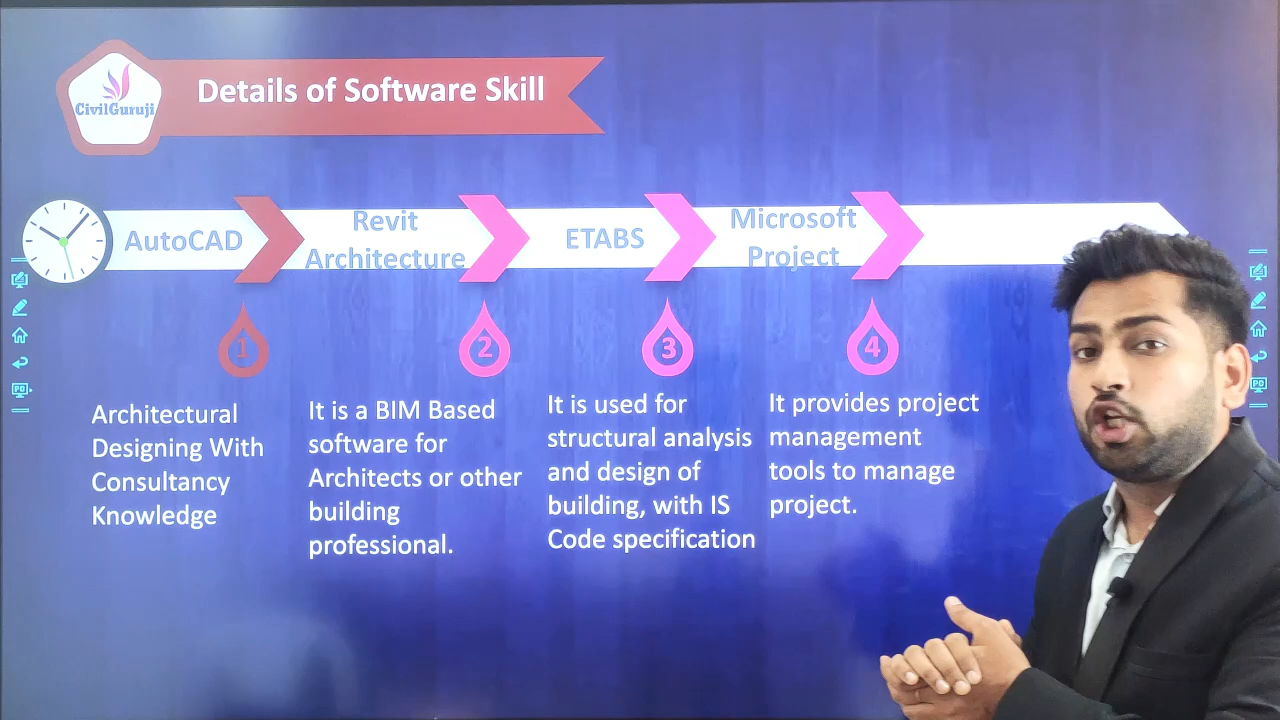 CivilGuruji
Details of Software Skill
AutoCAD
Revit
Architecture
ETABS
Microsoft
Project
1
2
3
4
Architectural
Designing With
Consultancy
Knowledge
It is a BIM Based
software for
Architects or other
building
professional.
It is used for
structural analysis
and design of
building, with IS
Code specification
It provides project
management
tools to manage
project.